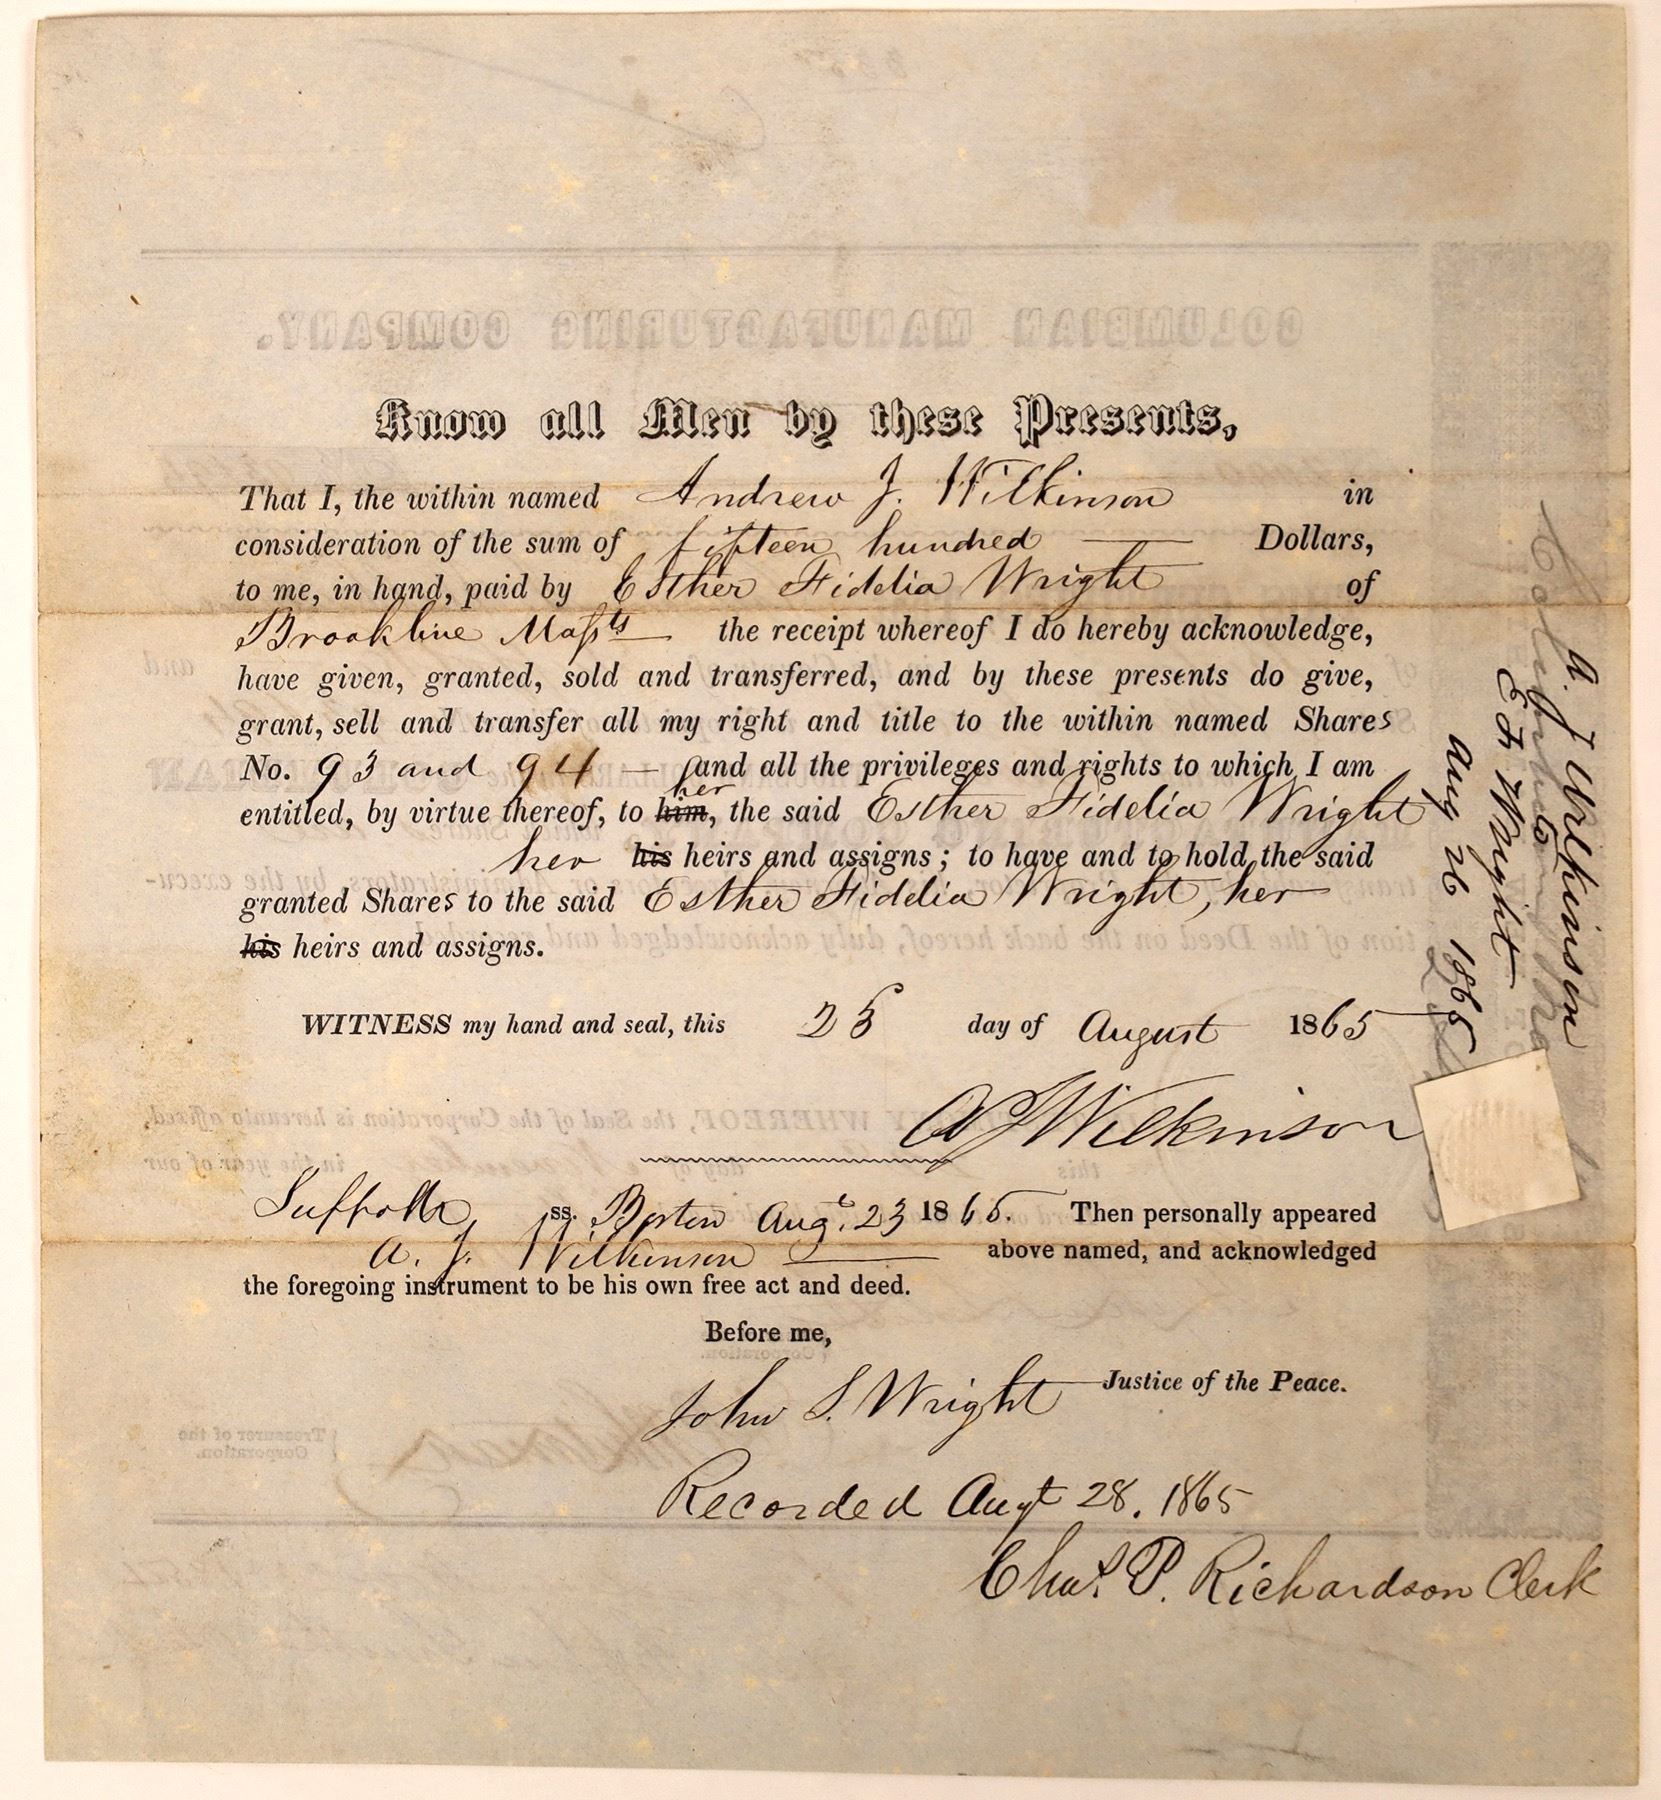 COLUMBIAN MANUFACTURING COMPANY.
Know all Men by these Presents,
That I, the within named Andrew J. Wilkinson in
consideration of the sum of fifteen hundred Dollars,
to me, in hand, paid by Esther Fidelia Wright of
Brookline Massts the receipt whereof I do hereby acknowledge,
have given, granted, sold and transferred, and by these presents do give,
grant, sell and transfer all my right and title to the within named Shares
No. 93 and 94 — and all the privileges and rights to which I am
her
entitled, by virtue thereof, to him, the said Esther Fidelia Wright
her his heirs and assigns; to have and to hold the said
granted Shares to the said Esther Fidelia Wright, her
his heirs and assigns.
WITNESS my hand and seal, this 23 day of August 1865
A J Wilkinson
Suffolk ss. Boston Augt. 23 1865. Then personally appeared
A. J. Wilkinson above named, and acknowledged
the foregoing instrument to be his own free act and deed.
Before me,
John S. Wright Justice of the Peace.
Recorded Augt 28. 1865
Chas. P. Richardson Clerk
A. J Wilkinson
to
E F Wright
Aug 26 1865